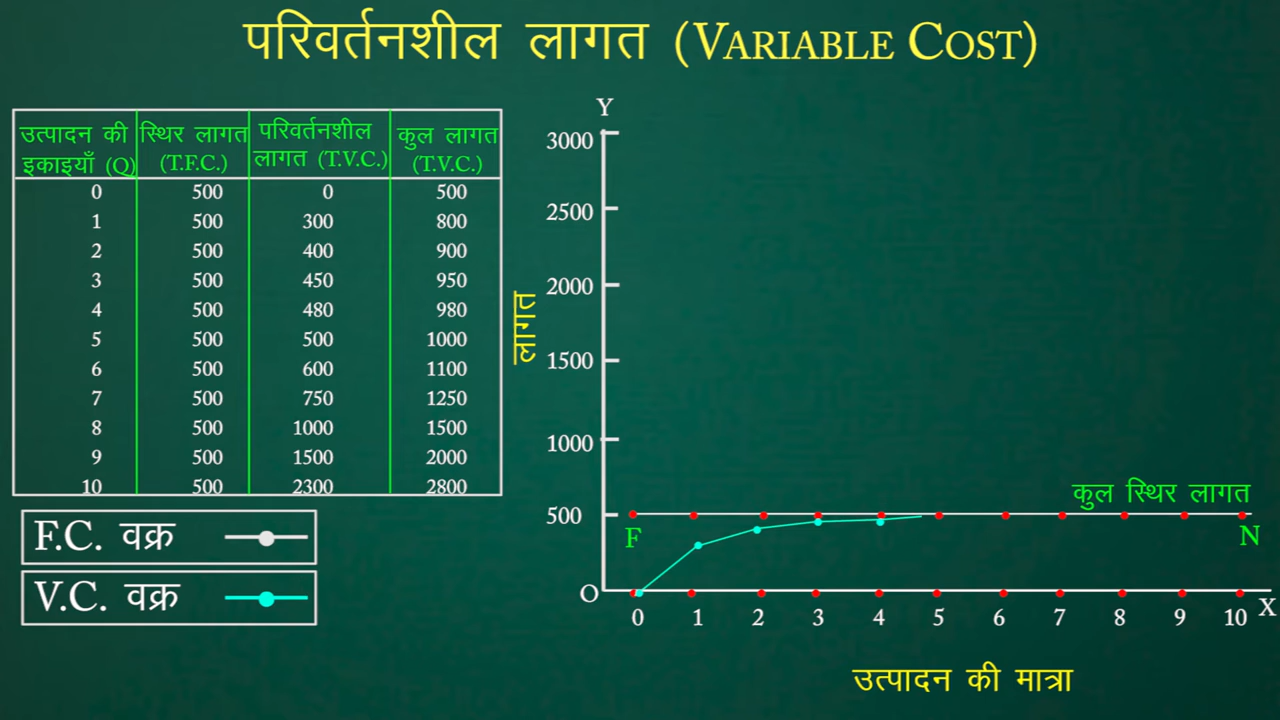 परिवर्तनशील लागत (VARIABLE COST)
उत्पादन की इकाइयाँ (Q) स्थिर लागत (T.F.C.) परिवर्तनशील लागत (T.V.C.) कुल लागत (T.V.C.)
0 500 0 500
1 500 300 800
2 500 400 900
3 500 450 950
4 500 480 980
5 500 500 1000
6 500 600 1100
7 500 750 1250
8 500 1000 1500
9 500 1500 2000
10 500 2300 2800
F.C. वक्र
V.C. वक्र
Y
3000
2500
2000
1500
1000
500
O
लागत
कुल स्थिर लागत
F N
0 1 2 3 4 5 6 7 8 9 10 X
उत्पादन की मात्रा